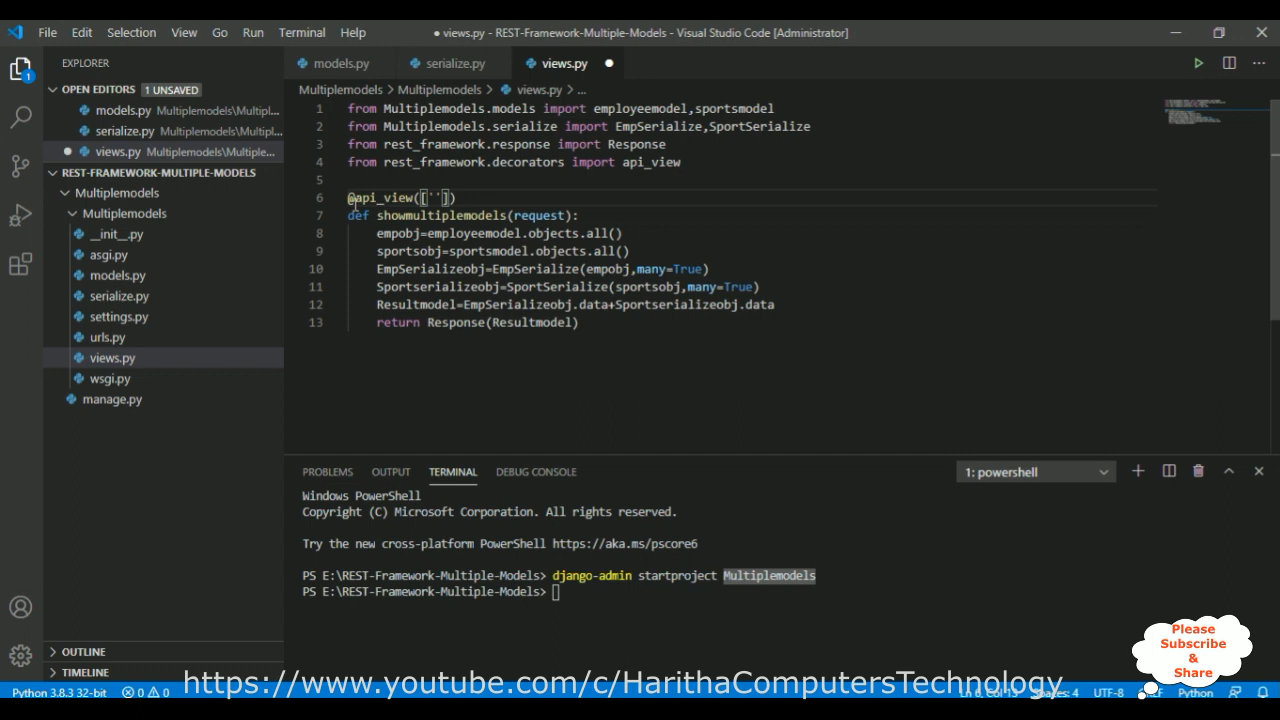 File Edit Selection View Go Run Terminal Help
● views.py - REST-Framework-Multiple-Models - Visual Studio Code [Administrator]
EXPLORER
OPEN EDITORS 1 UNSAVED
models.py Multiplemodels\Multipl...
serialize.py Multiplemodels\Multipl...
views.py Multiplemodels\Multiple...
REST-FRAMEWORK-MULTIPLE-MODELS
Multiplemodels
Multiplemodels
__init__.py
asgi.py
models.py
serialize.py
settings.py
urls.py
views.py
wsgi.py
manage.py
OUTLINE
TIMELINE
models.py serialize.py views.py
Multiplemodels > Multiplemodels > views.py > ...
1 from Multiplemodels.models import employeemodel,sportsmodel
2 from Multiplemodels.serialize import EmpSerialize,SportSerialize
3 from rest_framework.response import Response
4 from rest_framework.decorators import api_view
5
6 @api_view([''])
7 def showmultiplemodels(request):
8 empobj=employeemodel.objects.all()
9 sportsobj=sportsmodel.objects.all()
10 EmpSerializeobj=EmpSerialize(empobj,many=True)
11 Sportserializeobj=SportSerialize(sportsobj,many=True)
12 Resultmodel=EmpSerializeobj.data+Sportserializeobj.data
13 return Response(Resultmodel)
PROBLEMS OUTPUT TERMINAL DEBUG CONSOLE 1: powershell
Windows PowerShell
Copyright (C) Microsoft Corporation. All rights reserved.
Try the new cross-platform PowerShell https://aka.ms/pscore6
PS E:\REST-Framework-Multiple-Models> django-admin startproject Multiplemodels
PS E:\REST-Framework-Multiple-Models>
Please
Subscribe
&
Share
https://www.youtube.com/c/HarithaComputersTechnology
Python 3.8.3 32-bit 0 0 Spaces: 4 UTF-8 Python